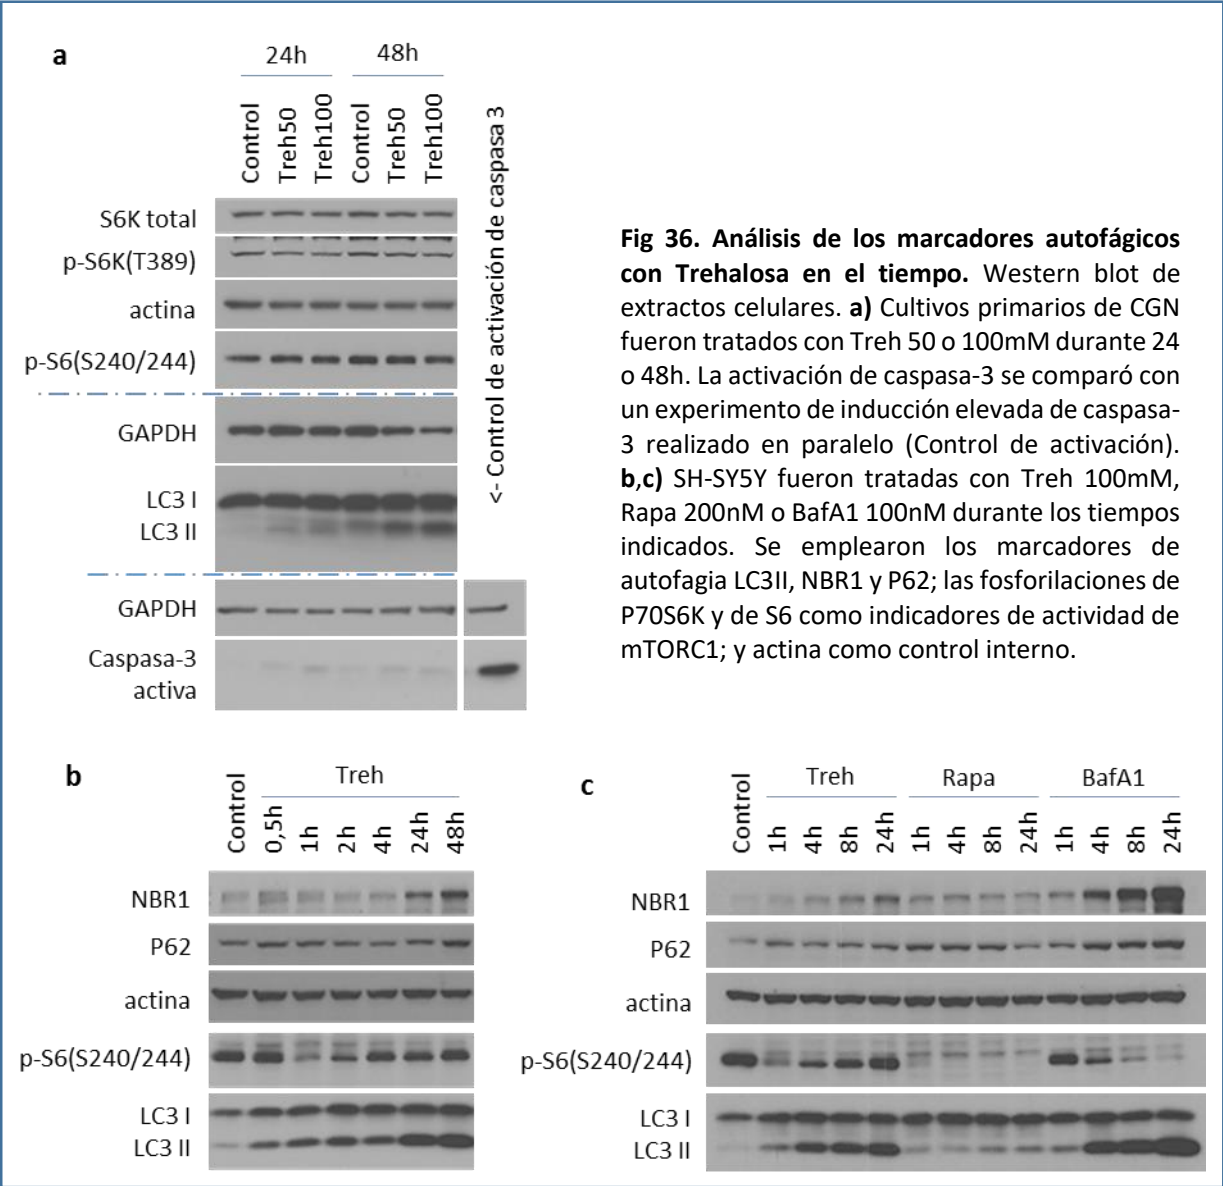 a
24h
48h
Control
Treh50
Treh100
Control
Treh50
Treh100
<- Control de activación de caspasa 3
S6K total
p-S6K(T389)
actina
p-S6(S240/244)
GAPDH
LC3 I
LC3 II
GAPDH
Caspasa-3
activa
Fig 36. Análisis de los marcadores autofágicos
con Trehalosa en el tiempo. Western blot de
extractos celulares. a) Cultivos primarios de CGN
fueron tratados con Treh 50 o 100mM durante 24
o 48h. La activación de caspasa-3 se comparó con
un experimento de inducción elevada de caspasa-
3 realizado en paralelo (Control de activación).
b,c) SH-SY5Y fueron tratadas con Treh 100mM,
Rapa 200nM o BafA1 100nM durante los tiempos
indicados. Se emplearon los marcadores de
autofagia LC3II, NBR1 y P62; las fosforilaciones de
P70S6K y de S6 como indicadores de actividad de
mTORC1; y actina como control interno.
b
Treh
Control
0,5h
1h
2h
4h
24h
48h
NBR1
P62
actina
p-S6(S240/244)
LC3 I
LC3 II
c
Treh
Rapa
BafA1
Control
1h
4h
8h
24h
1h
4h
8h
24h
1h
4h
8h
24h
NBR1
P62
actina
p-S6(S240/244)
LC3 I
LC3 II